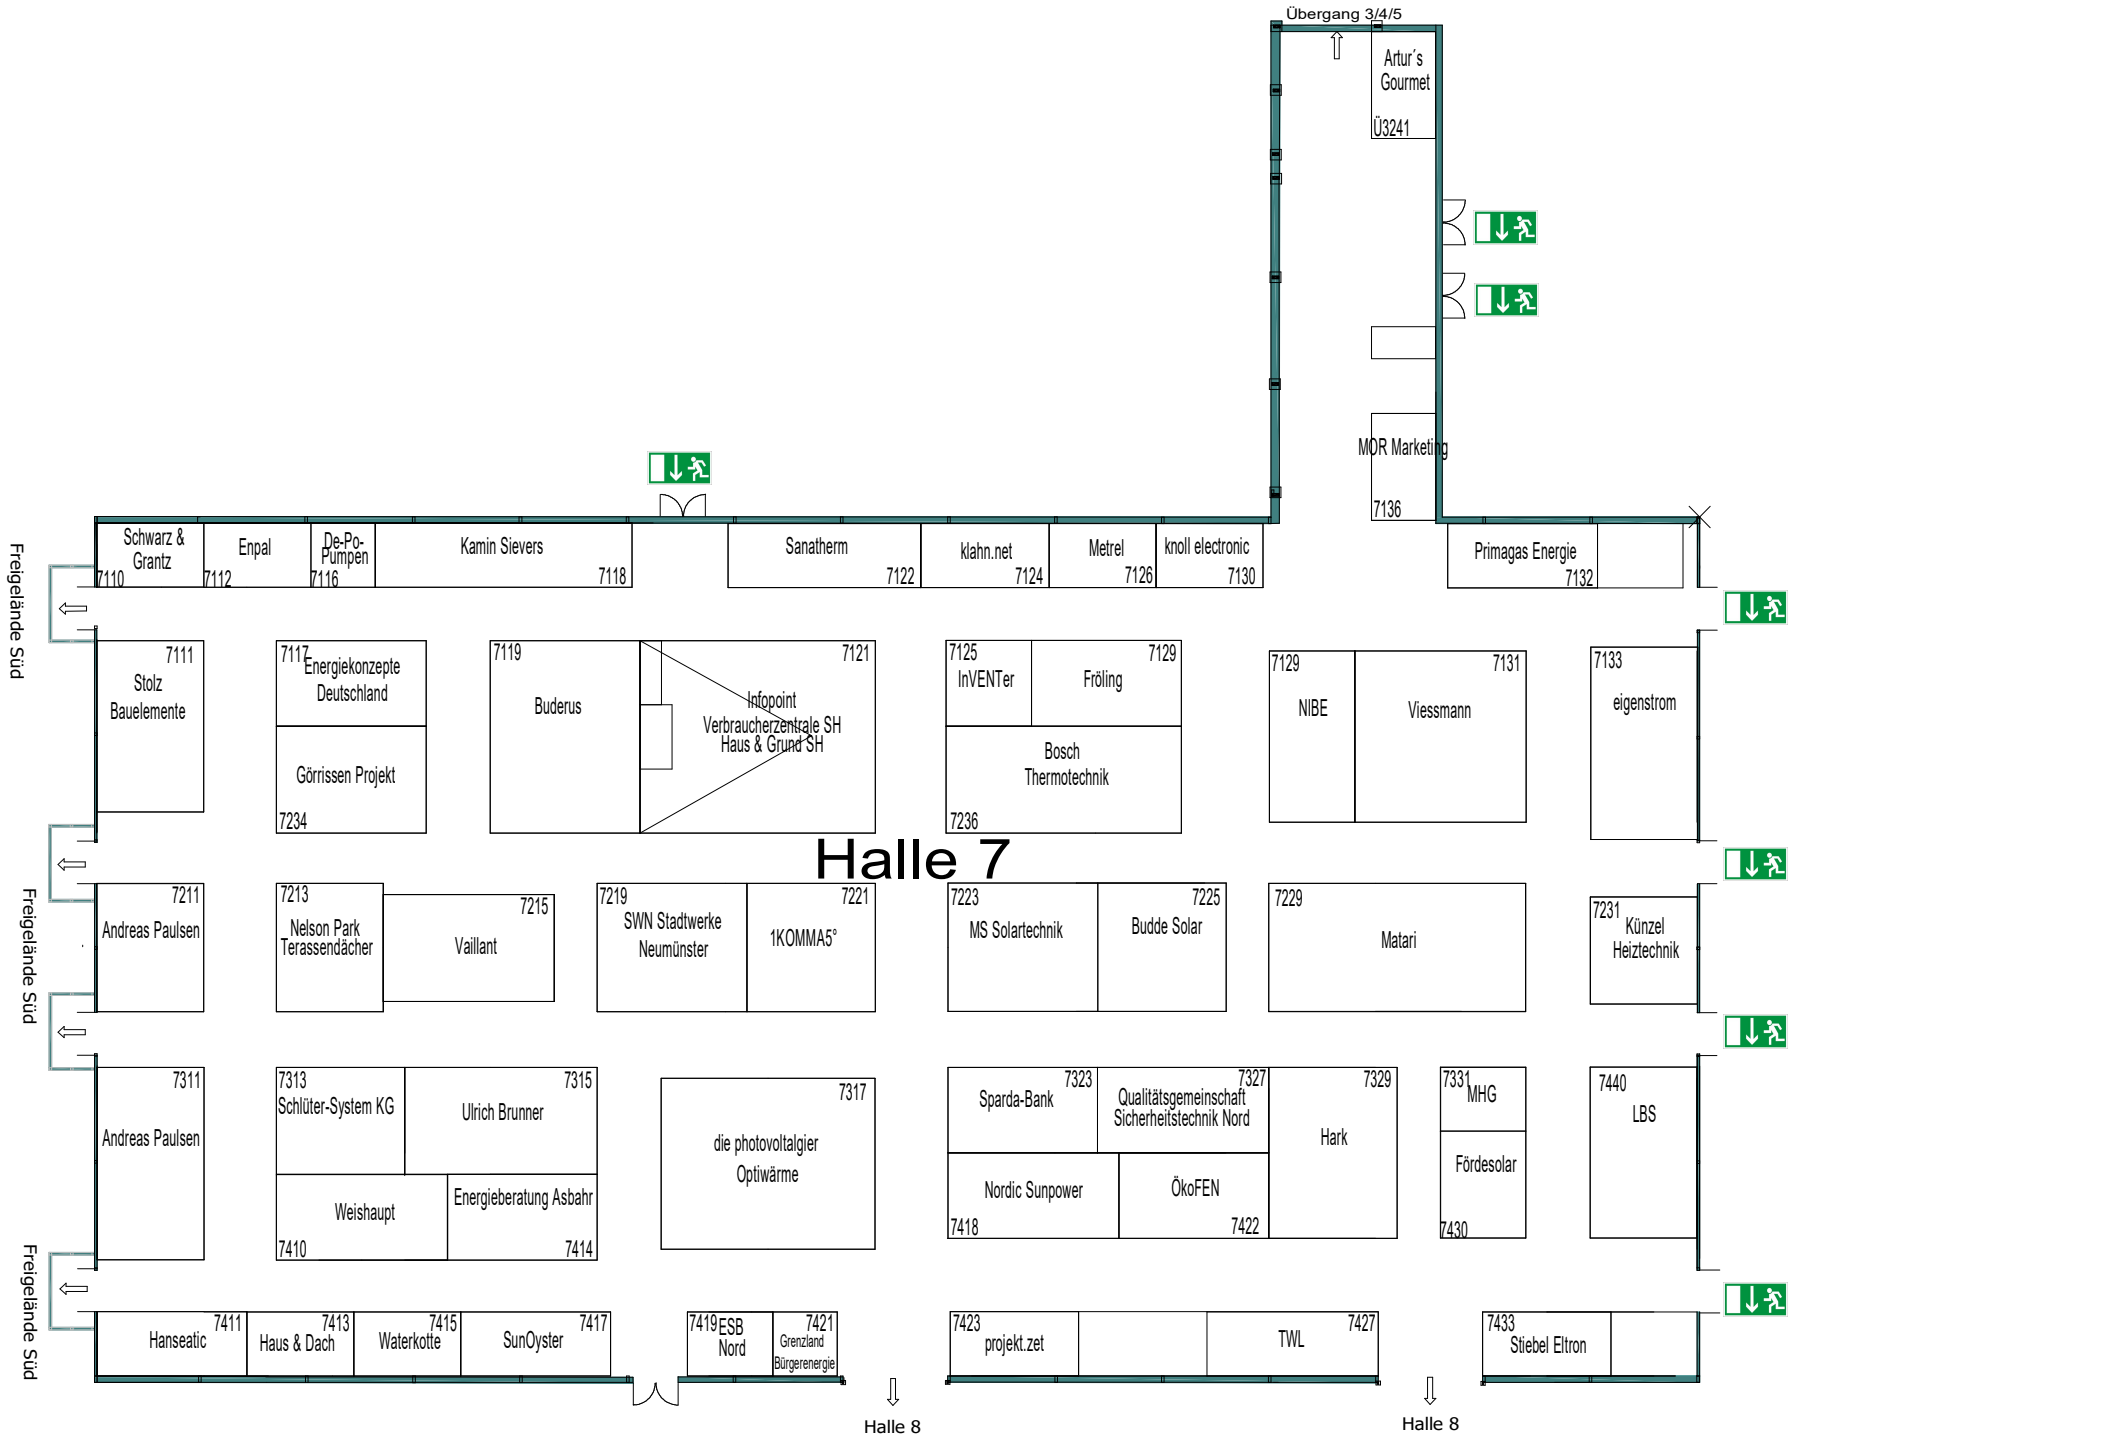 Übergang 3/4/5
Artur´s
Gourmet
Ü3241
MOR Marketing
7136
Schwarz &
Grantz
7110
Enpal
7112
De-Po-
Pumpen
7116
Kamin Sievers
7118
Sanatherm
7122
klahn.net
7124
Metrel
7126
knoll electronic
7130
Primagas Energie
7132
Freigelände Süd
7111
Stolz
Bauelemente
7117
Energiekonzepte
Deutschland
Görrissen Projekt
7234
7119
Buderus
7121
Infopoint
Verbraucherzentrale SH
Haus & Grund SH
7125
InVENTer
7129
Fröling
Bosch
Thermotechnik
7236
7129
NIBE
7131
Viessmann
7133
eigenstrom
Halle 7
Freigelände Süd
7211
Andreas Paulsen
7213
Nelson Park
Terassendächer
7215
Vaillant
7219
SWN Stadtwerke
Neumünster
7221
1KOMMA5°
7223
MS Solartechnik
7225
Budde Solar
7229
Matari
7231
Künzel
Heiztechnik
7311
Andreas Paulsen
7313
Schlüter-System KG
7315
Ulrich Brunner
Weishaupt
7410
Energieberatung Asbahr
7414
7317
die photovoltalgier
Optiwärme
7323
Sparda-Bank
7327
Qualitätsgemeinschaft
Sicherheitstechnik Nord
Nordic Sunpower
7418
ÖkoFEN
7422
7329
Hark
7331
MHG
Fördesolar
7430
7440
LBS
Freigelände Süd
7411
Hanseatic
7413
Haus & Dach
7415
Waterkotte
7417
SunOyster
7419
ESB
Nord
7421
Grenzland
Bürgerenergie
7423
projekt.zet
7427
TWL
7433
Stiebel Eltron
Halle 8
Halle 8